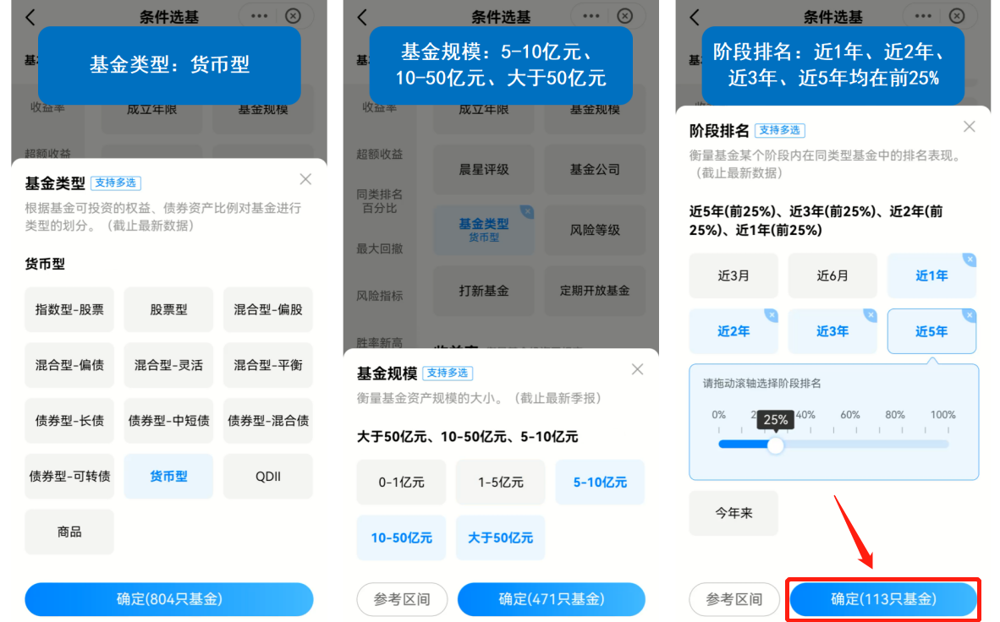 条件选基
基金类型：货币型
收益率
成立年限
基金规模
超额收益
基金类型
支持多选
根据基金可投资的权益、债券资产比例对基金进行
类型的划分。（截止最新数据）
货币型
指数型-股票
股票型
混合型-偏股
混合型-偏债
混合型-灵活
混合型-平衡
债券型-长债
债券型-中短债
债券型-混合债
债券型-可转债
货币型
QDII
商品
确定(804只基金)
条件选基
基金规模：5-10亿元、
10-50亿元、大于50亿元
收益率
成立年限
基金规模
超额收益
晨星评级
基金公司
同类排名
百分比
基金类型
货币型
风险等级
最大回撤
打新基金
定期开放基金
风险指标
胜率新高
基金规模
支持多选
衡量基金资产规模的大小。（截止最新季报）
大于50亿元、10-50亿元、5-10亿元
0-1亿元
1-5亿元
5-10亿元
10-50亿元
大于50亿元
参考区间
确定(471只基金)
条件选基
阶段排名：近1年、近2年、
近3年、近5年均在前25%
阶段排名
支持多选
衡量基金某个阶段内在同类型基金中的排名表现。
（截止最新数据）
近5年(前25%)、近3年(前25%)、近2年(前
25%)、近1年(前25%)
近3月
近6月
近1年
近2年
近3年
近5年
请拖动滚轴选择阶段排名
0%
25%
40%
60%
80%
100%
今年来
参考区间
确定(113只基金)